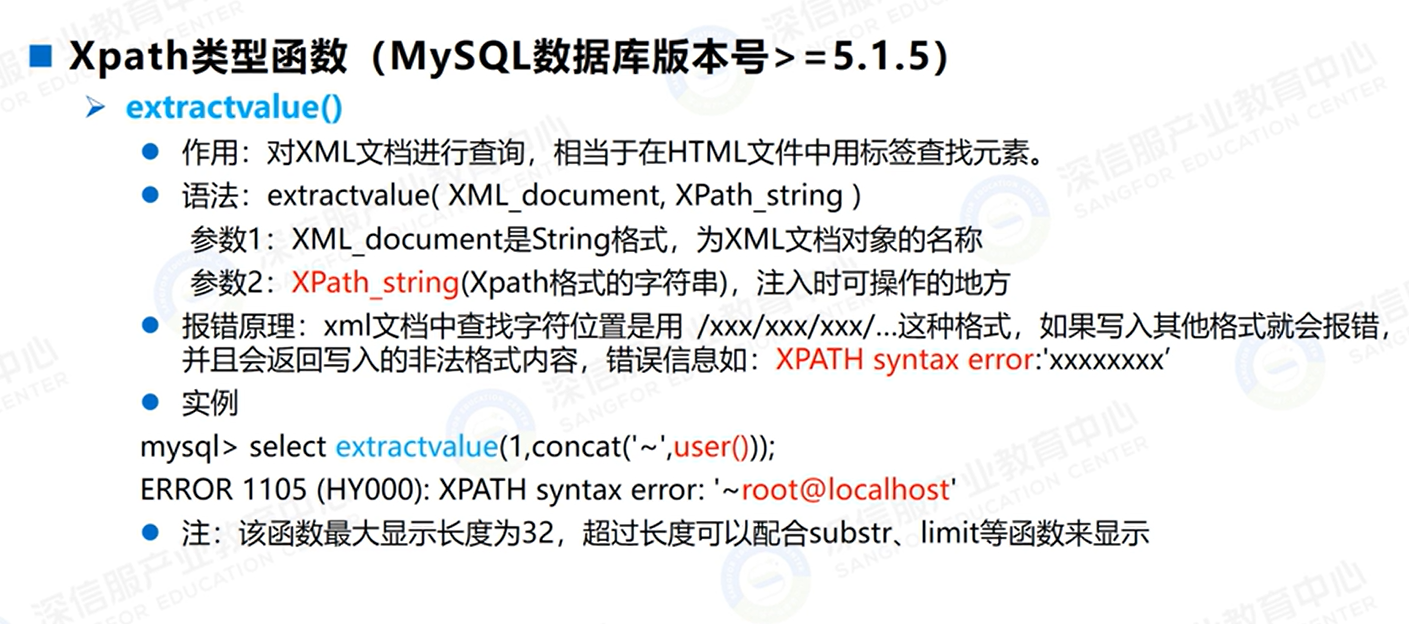 Xpath类型函数（MySQL数据库版本号>=5.1.5）
extractvalue()
作用：对XML文档进行查询，相当于在HTML文件中用标签查找元素。
语法：extractvalue( XML_document, XPath_string )
参数1：XML_document是String格式，为XML文档对象的名称
参数2：XPath_string(Xpath格式的字符串)，注入时可操作的地方
报错原理：xml文档中查找字符位置是用 /xxx/xxx/xxx/…这种格式，如果写入其他格式就会报错，
并且会返回写入的非法格式内容，错误信息如：XPATH syntax error:'xxxxxxxx’
实例
mysql> select extractvalue(1,concat('~',user()));
ERROR 1105 (HY000): XPATH syntax error: '~root@localhost'
注：该函数最大显示长度为32，超过长度可以配合substr、limit等函数来显示
深信服产业教育中心
SANGFOR EDUCATION CENTER